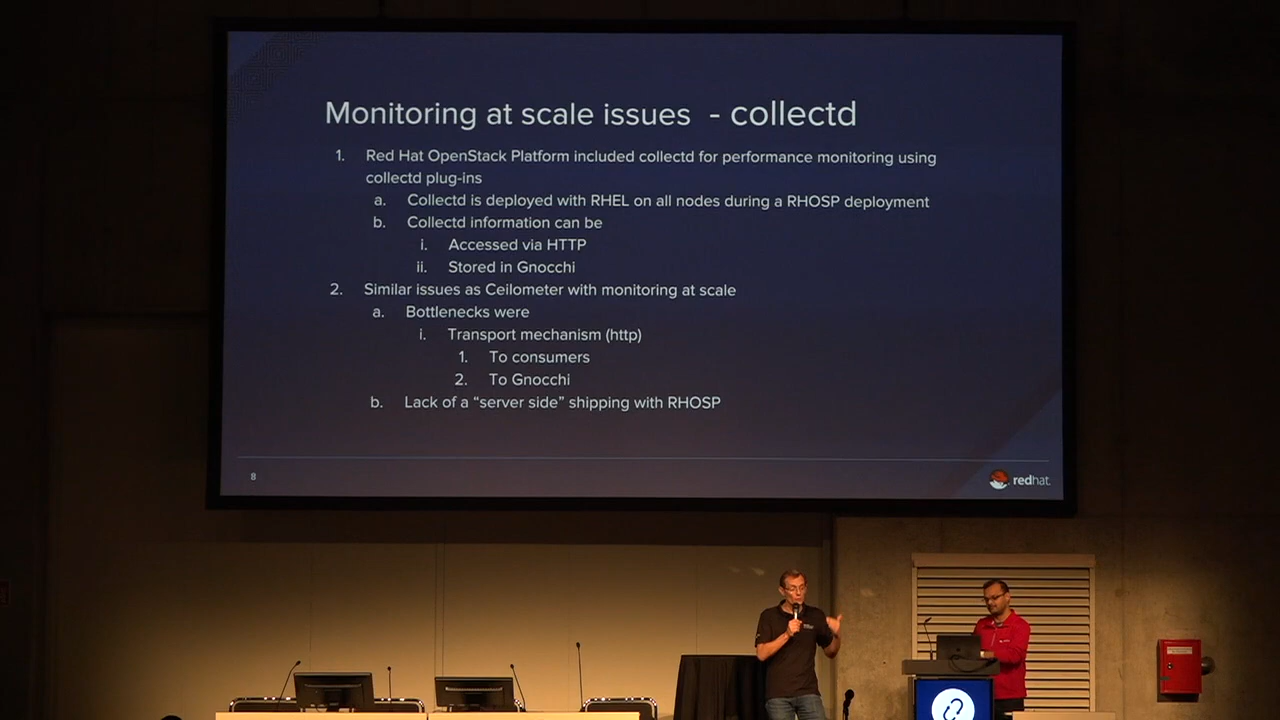 Monitoring at scale issues - collectd
1. Red Hat OpenStack Platform included collectd for performance monitoring using
collectd plug-ins
a. Collectd is deployed with RHEL on all nodes during a RHOSP deployment
b. Collectd information can be
i. Accessed via HTTP
ii. Stored in Gnocchi
2. Similar issues as Ceilometer with monitoring at scale
a. Bottlenecks were
i. Transport mechanism (http)
1. To consumers
2. To Gnocchi
b. Lack of a “server side” shipping with RHOSP
8
redhat.